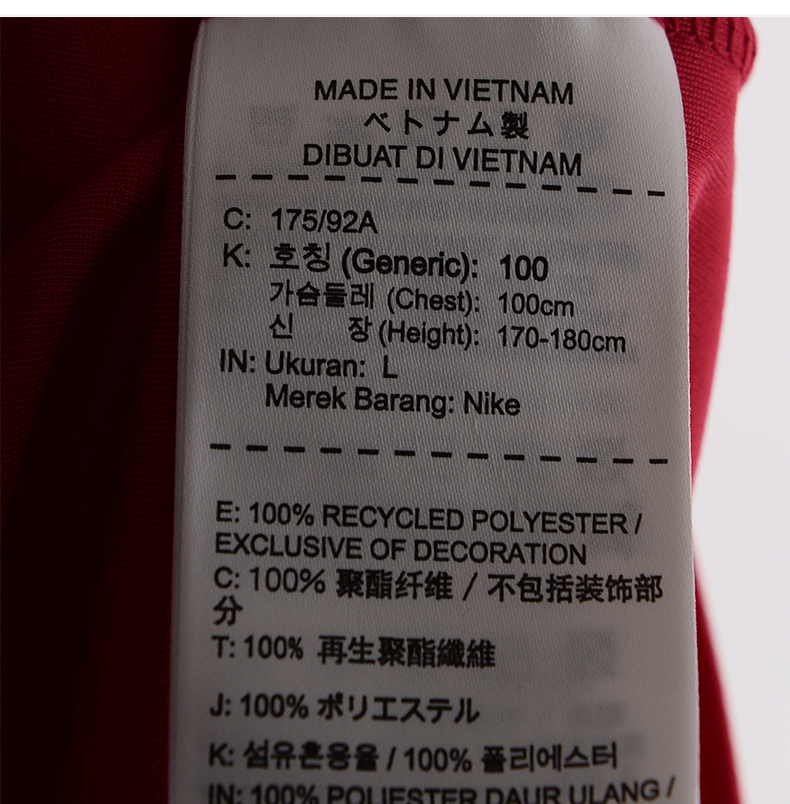 MADE IN VIETNAM
ベトナム製
DIBUAT DI VIETNAM
C: 175/92A
K: 호칭 (Generic): 100
가슴둘레 (Chest): 100cm
신 장 (Height): 170-180cm
IN: Ukuran: L
Merek Barang: Nike
E: 100% RECYCLED POLYESTER /
EXCLUSIVE OF DECORATION
C: 100% 聚酯纤维 / 不包括装饰部
分
T: 100% 再生聚酯纖維
J: 100% ポリエステル
K: 섬유혼용율 / 100% 폴리에스터
IN: 100% POLIESTER DAUR ULANG /